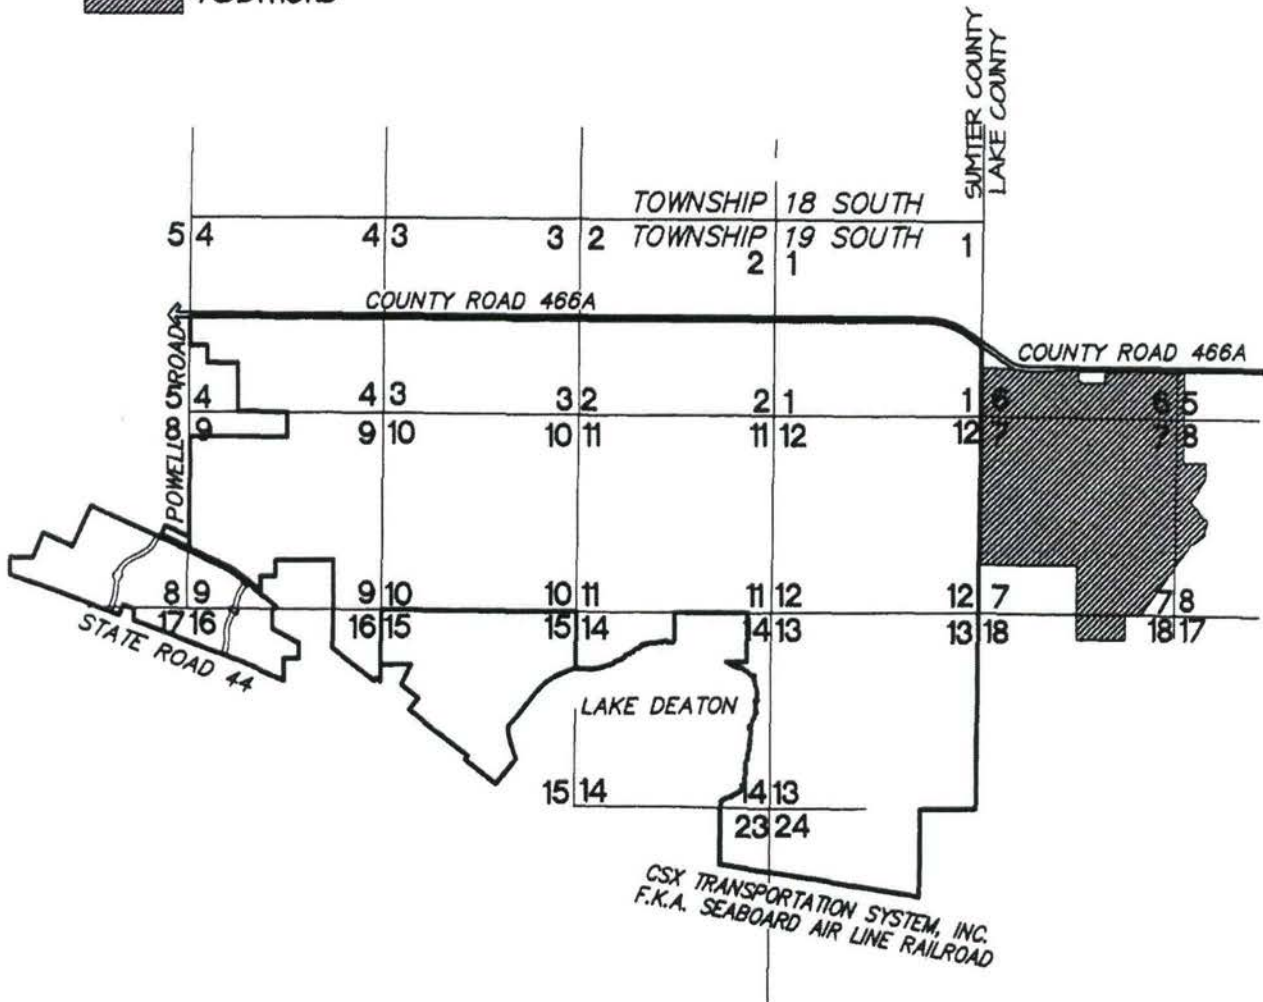 SUMTER COUNTY
LAKE COUNTY
TOWNSHIP 18 SOUTH
5 4 4 3 3 2 TOWNSHIP 19 SOUTH 1
2 1
COUNTY ROAD 466A
COUNTY ROAD 466A
POWELL ROAD
5 4 4 3 3 2 2 1 1 6 6 5
8 9 9 10 10 11 11 12 12 7 7 8
8 9 9 10 10 11 11 12 12 7 7 8
17 16 16 15 15 14 14 13 13 18 18 17
STATE ROAD 44
LAKE DEATON
15 14 14 13
23 24
CSX TRANSPORTATION SYSTEM, INC.
F.K.A. SEABOARD AIR LINE RAILROAD